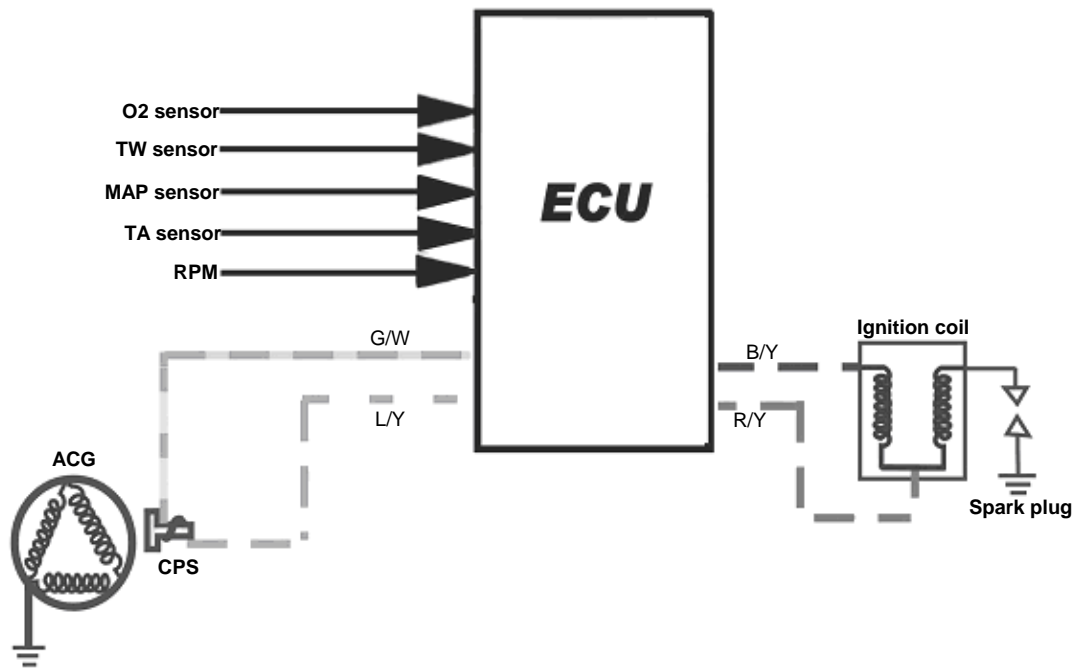 O2 sensor
TW sensor
MAP sensor
TA sensor
RPM
ECU
G/W
L/Y
B/Y
R/Y
Ignition coil
Spark plug
ACG
CPS